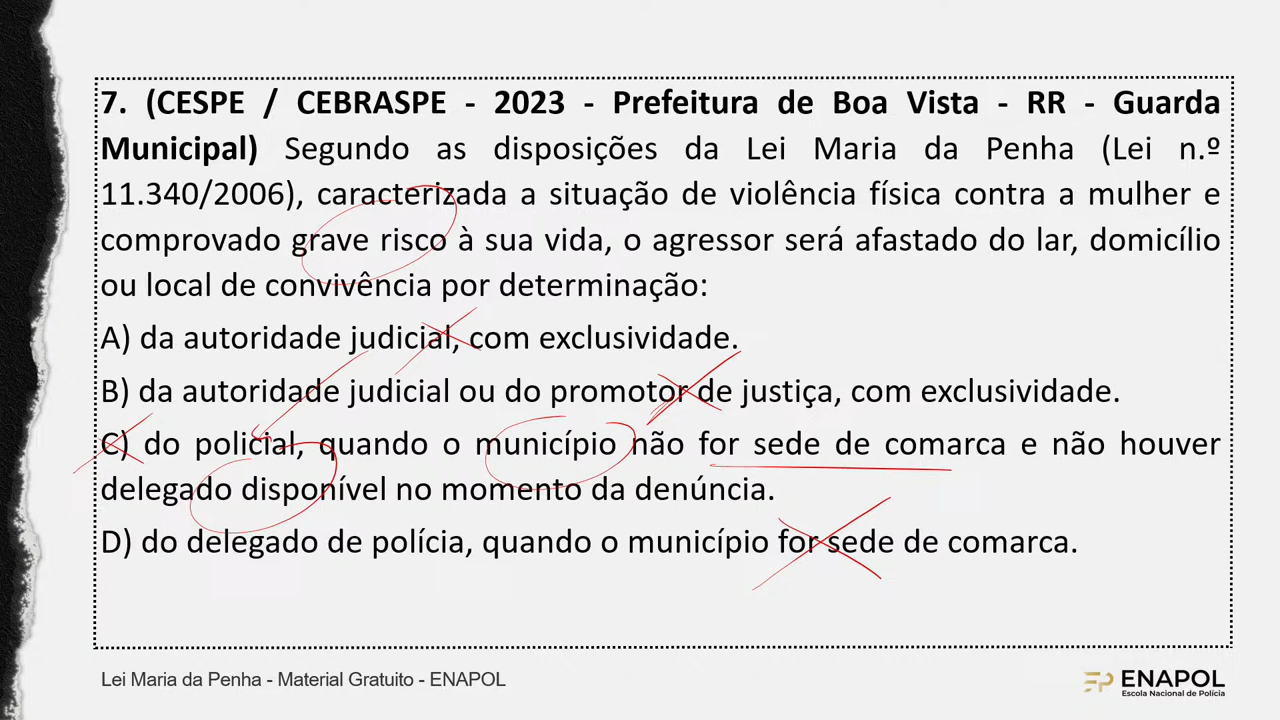 7. (CESPE / CEBRASPE - 2023 - Prefeitura de Boa Vista - RR - Guarda
Municipal) Segundo as disposições da Lei Maria da Penha (Lei n.º
11.340/2006), caracterizada a situação de violência física contra a mulher e
comprovado grave risco à sua vida, o agressor será afastado do lar, domicílio
ou local de convivência por determinação:
A) da autoridade judicial, com exclusividade.
B) da autoridade judicial ou do promotor de justiça, com exclusividade.
C) do policial, quando o município não for sede de comarca e não houver
delegado disponível no momento da denúncia.
D) do delegado de polícia, quando o município for sede de comarca.
Lei Maria da Penha - Material Gratuito - ENAPOL
ENAPOL
Escola Nacional de Polícia